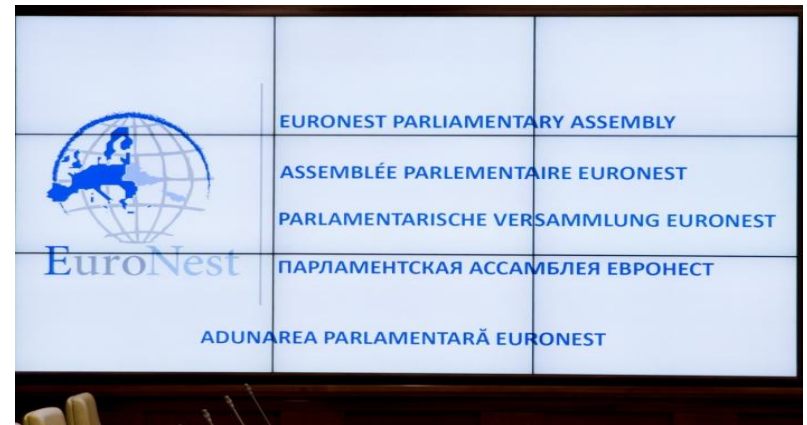 EURONEST PARLIAMENTARY ASSEMBLY
ASSEMBLÉE PARLEMENTAIRE EURONEST
PARLAMENTARISCHE VERSAMMLUNG EURONEST
EuroNest
ПАРЛАМЕНТСКАЯ АССАМБЛЕЯ ЕВРОНЕСТ
ADUNAREA PARLAMENTARĂ EURONEST